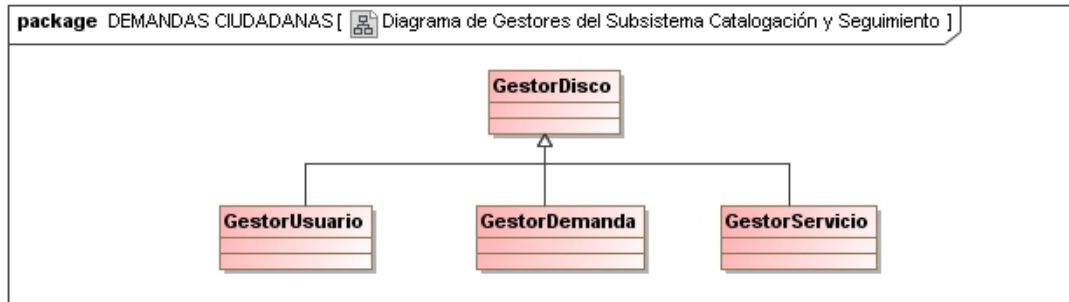 package DEMANDAS CIUDADANAS[ Diagrama de Gestores del Subsistema Catalogación y Seguimiento ]
GestorDisco
GestorUsuario GestorDemanda GestorServicio